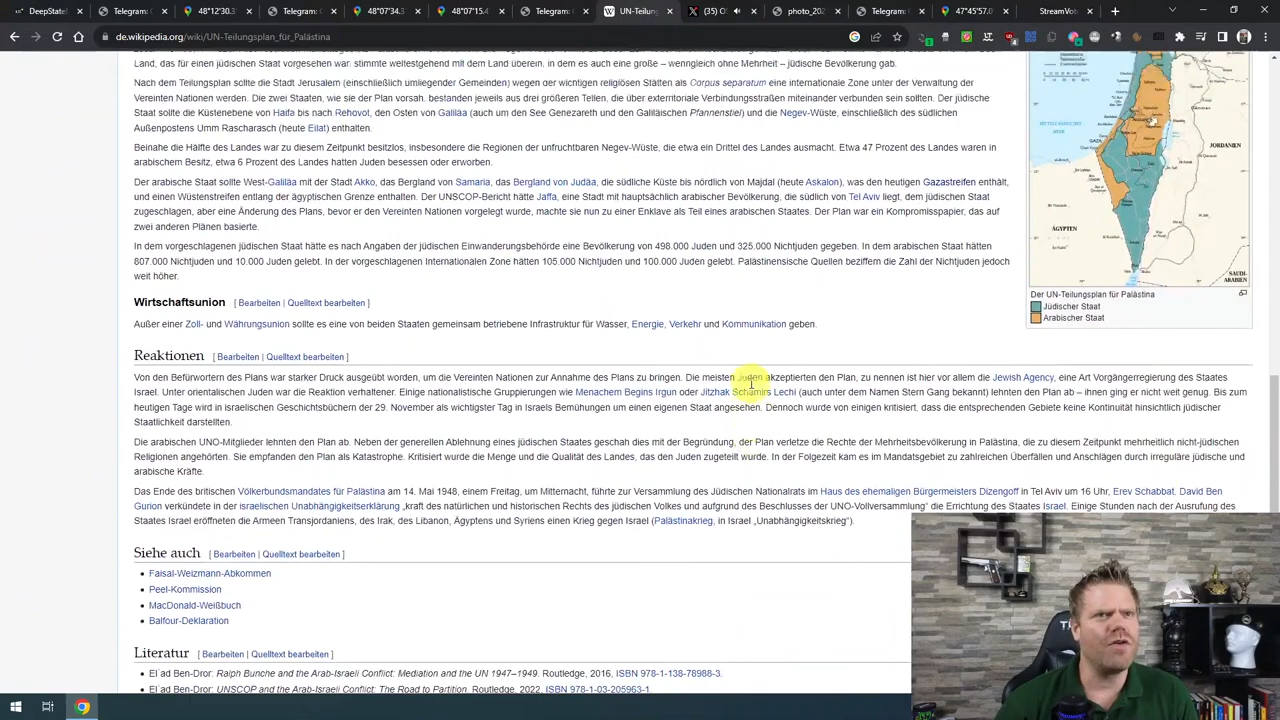 DeepState
48°12'30.3
48°07'34.3
48°07'15.4
UN-Teilung
(35) O
photo_202
47°45'57.0
de.wikipedia.org/wiki/UN-Teilungsplan_für_Palästina
Land, das für einen jüdischen Staat vorgesehen war, sah weitestgehend mit dem Land überein, in dem es auch eine große – wenngleich ohne Mehrheit – jüdische Bevölkerung gab.
Nach dem Teilungsplan sollte die Stadt Jerusalem einschließlich umliegender Gemeinden wegen der wichtigen religiösen Stätten als Corpus separatum eine internationale Zone unter der Verwaltung der
Vereinten Nationen werden. Die zwei Staaten, wie sie der Plan vorsah, bestanden jeweils aus drei größeren Teilen, die über exterritoriale Verbindungsstraßen miteinander verbunden sein sollten. Der jüdische
Staat sollte die Küstenebene von Haifa bis nach Rehovot, den Osten von Galiläa (auch um den See Genezareth und den Galiläischen Pfannenstiel) und die Negev-Wüste, einschließlich des südlichen
Außenpostens Umm Rascharasch (heute Eilat) enthalten.
Beinahe die Hälfte des Landes war zu diesem Zeitpunkt besitzlos, insbesondere die Regionen der unfruchtbaren Negev-Wüste, die etwa ein Drittel des Landes ausmacht. Etwa 47 Prozent des Landes waren in
arabischem Besitz, etwa 6 Prozent des Landes hatten Juden besessen oder erworben.
Der arabische Staat sollte West-Galiläa mit der Stadt Akko, das Bergland von Samaria, das Bergland von Judäa, die südliche Küste bis nördlich von Majdal (heute Askalon), was den heutigen Gazastreifen enthält,
und einen Wüstenstreifen entlang der ägyptischen Grenze enthalten. Der UNSCOP-Bericht hätte Jaffa, eine Stadt mit hauptsächlich arabischer Bevölkerung, die südlich von Tel Aviv liegt, dem jüdischen Staat
zugeschlagen, aber eine Änderung des Plans, bevor er den Vereinten Nationen vorgelegt wurde, machte sie nun zu einer Enklave als Teil eines arabischen Staates. Der Plan war ein Kompromisspapier, das auf
zwei anderen Plänen basierte.
In dem vorgeschlagenen jüdischen Staat hätte es nach Angaben der jüdischen Einwanderungsbehörde eine Bevölkerung von 498.000 Juden und 325.000 Nichtjuden gegeben. In dem arabischen Staat hätten
807.000 Nichtjuden und 10.000 Juden gelebt. In der vorgeschlagenen Internationalen Zone hätten 105.000 Nichtjuden und 100.000 Juden gelebt. Palästinensische Quellen beziffern die Zahl der Nichtjuden jedoch
weit höher.
Wirtschaftsunion [ Bearbeiten | Quelltext bearbeiten ]
Außer einer Zoll- und Währungsunion sollte es eine von beiden Staaten gemeinsam betriebene Infrastruktur für Wasser, Energie, Verkehr und Kommunikation geben.
GAZA
JORDANIEN
ÄGYPTEN
SAUDI-
ARABIEN
Der UN-Teilungsplan für Palästina
Jüdischer Staat
Arabischer Staat
Reaktionen [ Bearbeiten | Quelltext bearbeiten ]
Von den Befürwortern des Plans war starker Druck ausgeübt worden, um die Vereinten Nationen zur Annahme des Plans zu bringen. Die meisten Juden akzeptierten den Plan, zu nennen ist hier vor allem die Jewish Agency, eine Art Vorgängerregierung des Staates
Israel. Unter orientalischen Juden war die Reaktion verhaltener. Einige nationalistische Gruppierungen wie Menachem Begins Irgun oder Jitzhak Schamirs Lechi (auch unter dem Namen Stern Gang bekannt) lehnten den Plan ab – ihnen ging er nicht weit genug. Bis zum
heutigen Tage wird in israelischen Geschichtsbüchern der 29. November als wichtigster Tag in Israels Bemühungen um einen eigenen Staat angesehen. Dennoch wurde von einigen kritisiert, dass die entsprechenden Gebiete keine Kontinuität hinsichtlich jüdischer
Staatlichkeit darstellten.
Die arabischen UNO-Mitglieder lehnten den Plan ab. Neben der generellen Ablehnung eines jüdischen Staates geschah dies mit der Begründung, der Plan verletze die Rechte der Mehrheitsbevölkerung in Palästina, die zu diesem Zeitpunkt mehrheitlich nicht-jüdischen
Religionen angehörten. Sie empfanden den Plan als Katastrophe. Kritisiert wurde die Menge und die Qualität des Landes, das den Juden zugeteilt wurde. In der Folgezeit kam es im Mandatsgebiet zu zahlreichen Überfällen und Anschlägen durch irreguläre jüdische und
arabische Kräfte.
Das Ende des britischen Völkerbundsmandates für Palästina am 14. Mai 1948, einem Freitag, um Mitternacht, führte zur Versammlung des Jüdischen Nationalrats im Haus des ehemaligen Bürgermeisters Dizengoff in Tel Aviv um 16 Uhr, Erev Schabbat. David Ben
Gurion verkündete in der israelischen Unabhängigkeitserklärung „kraft des natürlichen und historischen Rechts des jüdischen Volkes und aufgrund des Beschlusses der UNO-Vollversammlung“ die Errichtung des Staates Israel. Einige Stunden nach der Ausrufung des
Staates Israel eröffneten die Armeen Transjordaniens, des Irak, des Libanon, Ägyptens und Syriens einen Krieg gegen Israel (Palästinakrieg, in Israel „Unabhängigkeitskrieg“).
Siehe auch [ Bearbeiten | Quelltext bearbeiten ]
Faisal-Weizmann-Abkommen
Peel-Kommission
MacDonald-Weißbuch
Balfour-Deklaration
Literatur [ Bearbeiten | Quelltext bearbeiten ]
Elʿad Ben-Dror: Ralph Bunche and the Arab-Israeli Conflict: Mediation and the UN 1947–1949. Routledge, 2016, ISBN 978-1-138-78988-3.
Elʿad Ben-Dror: UNSCOP and the Arab-Israeli Conflict: The Road to Partition. Routledge, 2022, ISBN 978-1-03-205963-1.